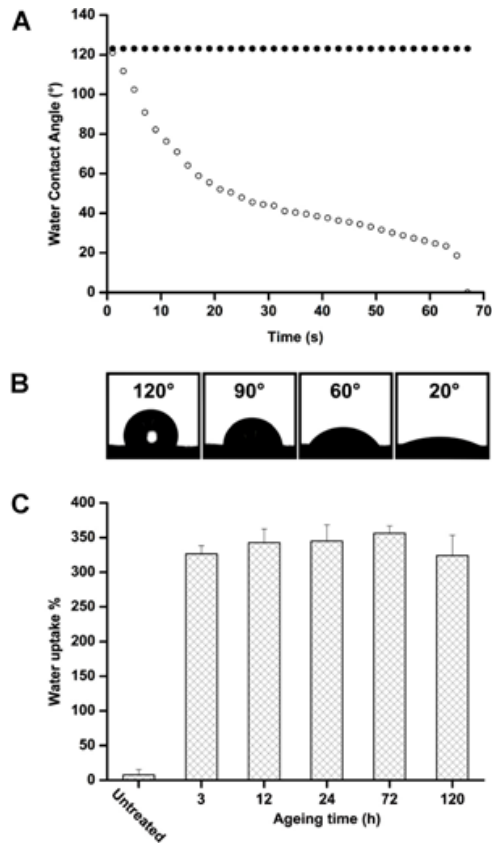 A
140
120
100
80
60
40
20
0
Water Contact Angle (°)
0 10 20 30 40 50 60 70
Time (s)
B
120° 90° 60° 20°
C
400
350
300
250
200
150
100
50
0
Water uptake %
Untreated 3 12 24 72 120
Ageing time (h)